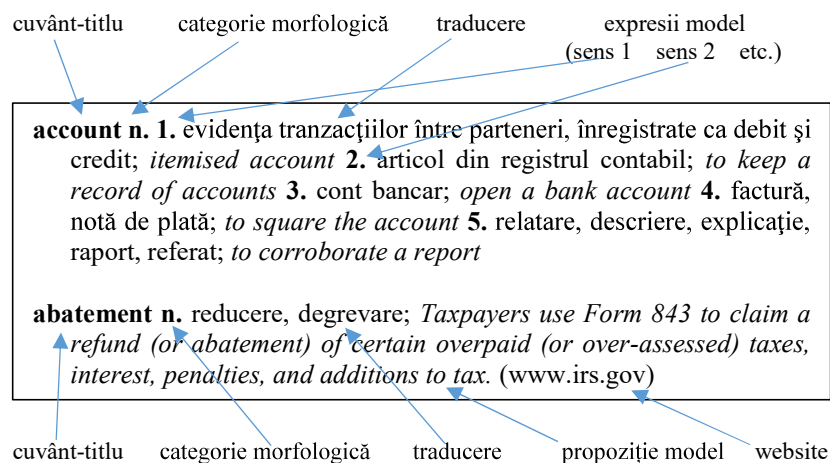 cuvânt-titlu categorie morfologică traducere expresii model
(sens 1 sens 2 etc.)
account n. 1. evidenţa tranzacţiilor între parteneri, înregistrate ca debit şi
credit; itemised account 2. articol din registrul contabil; to keep a
record of accounts 3. cont bancar; open a bank account 4. factură,
notă de plată; to square the account 5. relatare, descriere, explicaţie,
raport, referat; to corroborate a report
abatement n. reducere, degrevare; Taxpayers use Form 843 to claim a
refund (or abatement) of certain overpaid (or over-assessed) taxes,
interest, penalties, and additions to tax. (www.irs.gov)
cuvânt-titlu categorie morfologică traducere propoziție model website